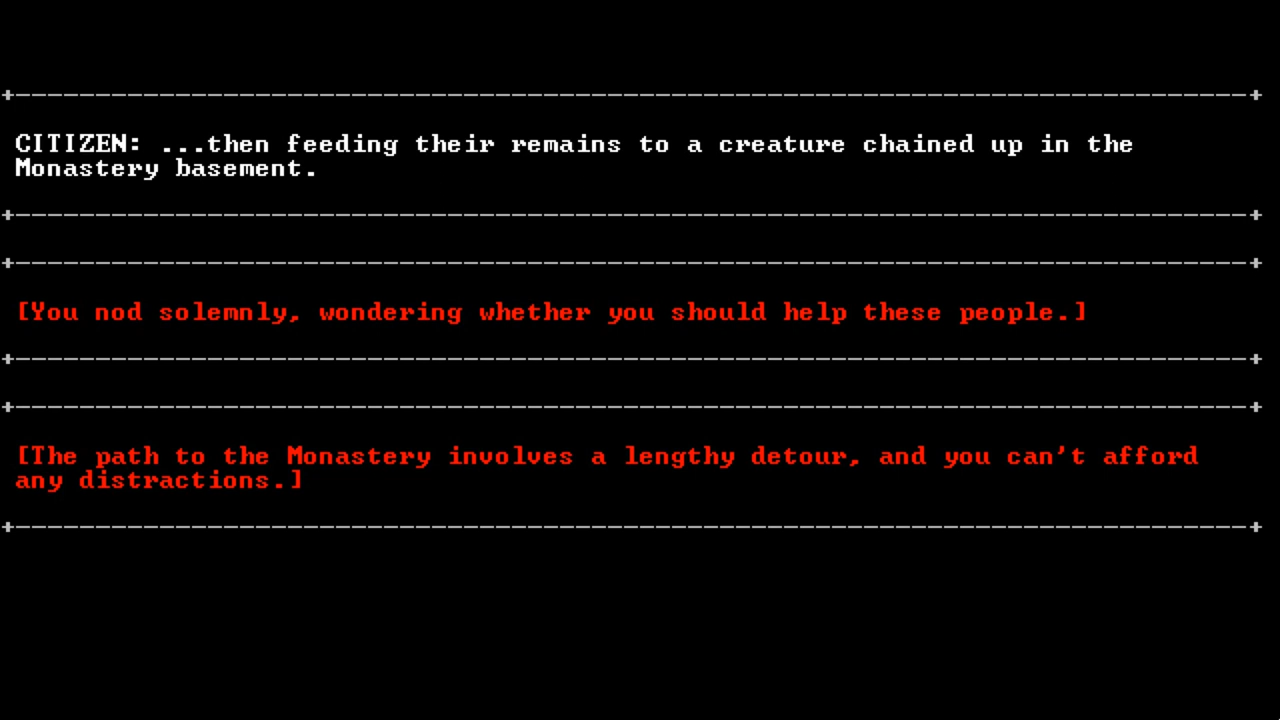 CITIZEN: ...then feeding their remains to a creature chained up in the
Monastery basement.
[You nod solemnly, wondering whether you should help these people.]
[The path to the Monastery involves a lengthy detour, and you can't afford
any distractions.]